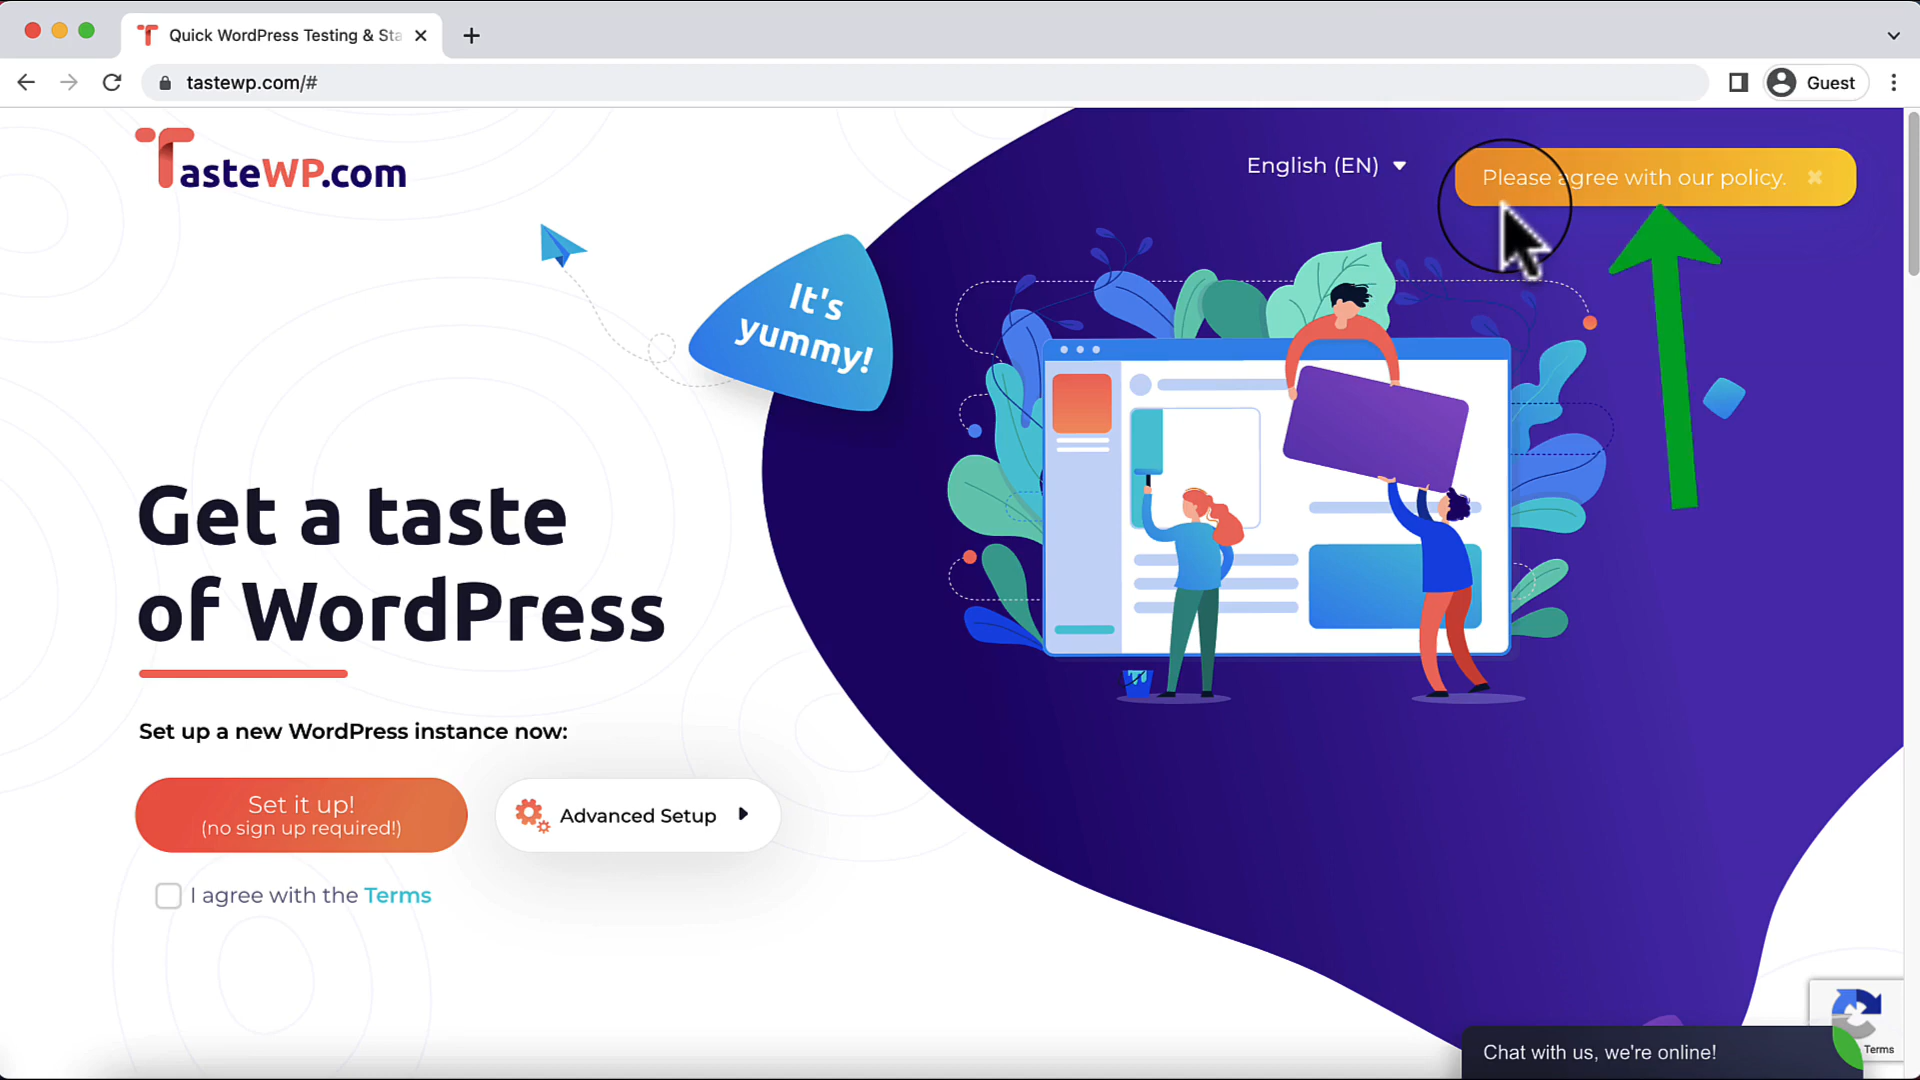 Quick WordPress Testing & Sta
tastewp.com/#
Guest
TasteWP.com
English (EN)
Please agree with our policy.
It's
yummy!
Get a taste
of WordPress
Set up a new WordPress instance now:
Set it up!
(no sign up required!)
Advanced Setup
I agree with the Terms
Chat with us, we're online!
Terms